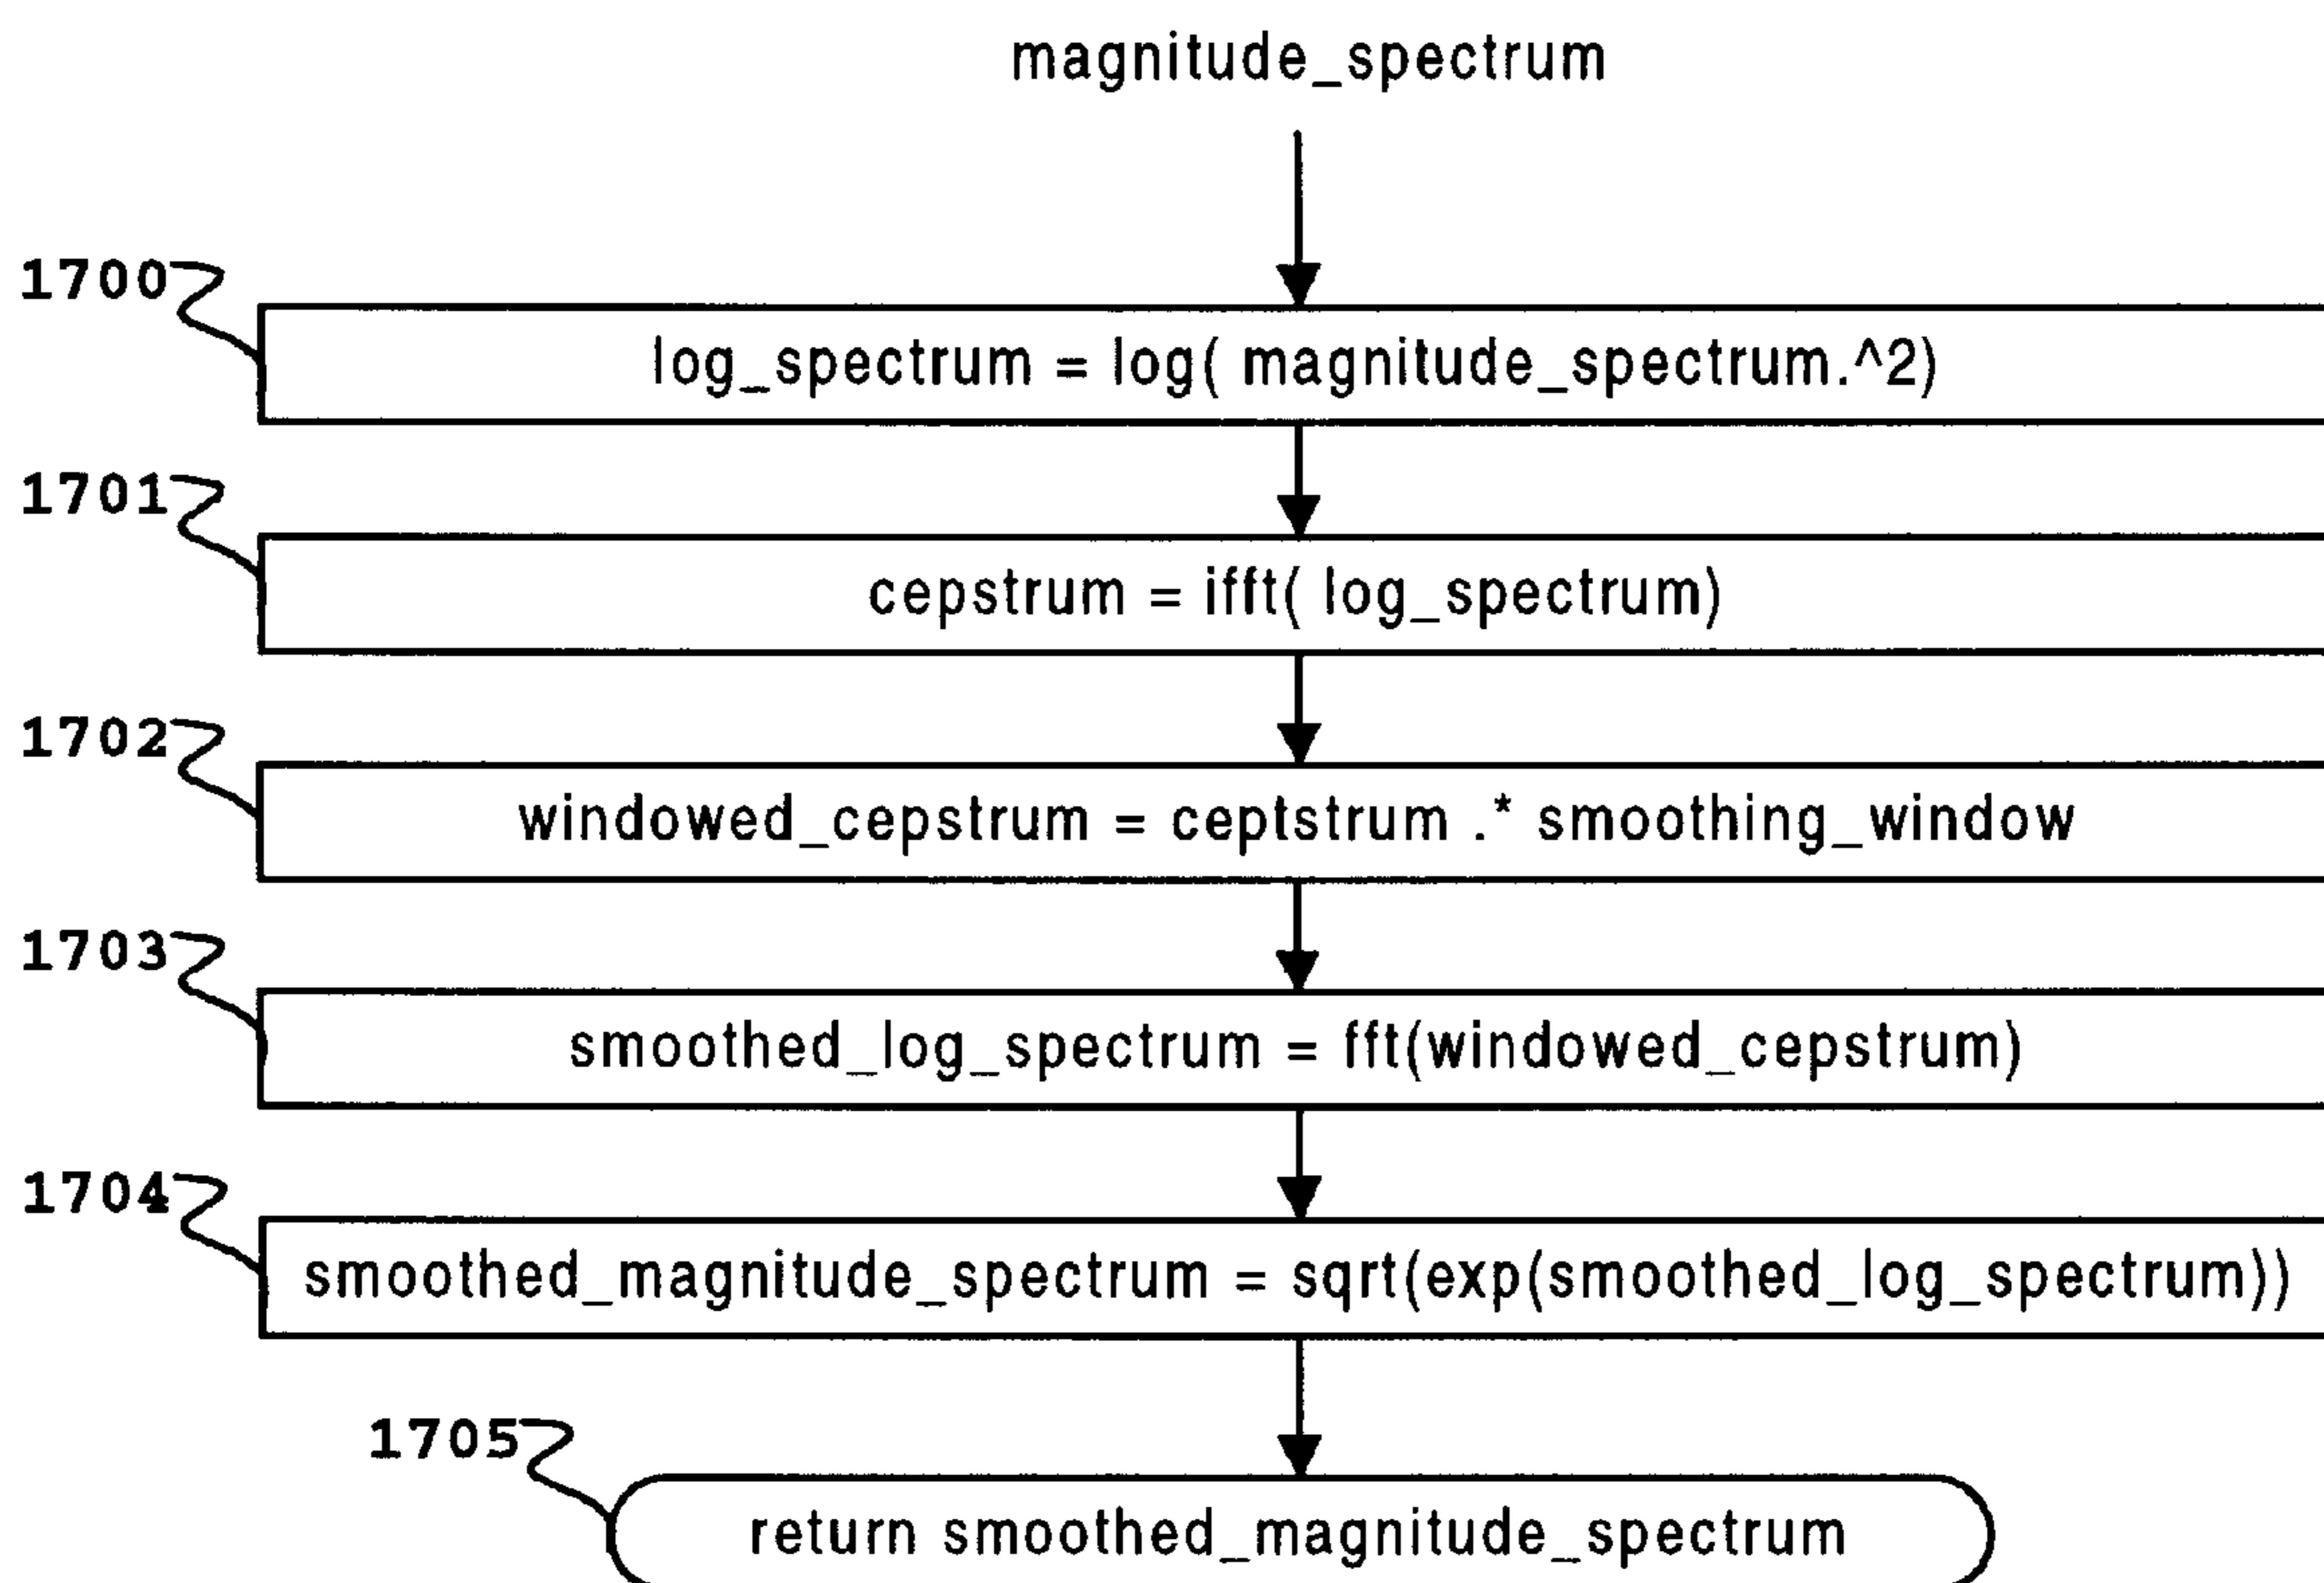 magnitude_spectrum
1700
log_spectrum = log( magnitude_spectrum.^2)
1701
cepstrum = ifft( log_spectrum)
1702
windowed_cepstrum = ceptstrum .* smoothing_window
1703
smoothed_log_spectrum = fft(windowed_cepstrum)
1704
smoothed_magnitude_spectrum = sqrt(exp(smoothed_log_spectrum))
1705
return smoothed_magnitude_spectrum